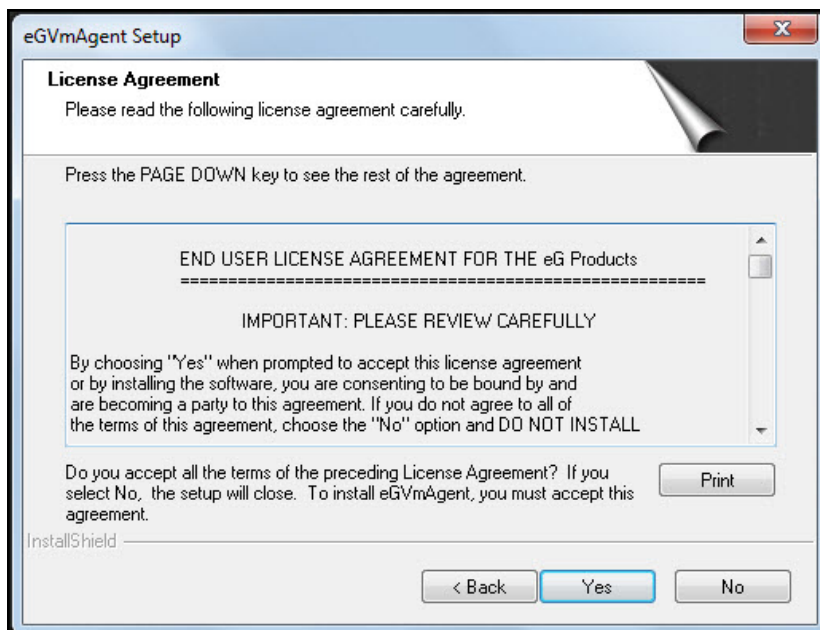 eGVmAgent Setup
License Agreement
Please read the following license agreement carefully.
Press the PAGE DOWN key to see the rest of the agreement.
END USER LICENSE AGREEMENT FOR THE eG Products
=======================================================
IMPORTANT: PLEASE REVIEW CAREFULLY
By choosing "Yes" when prompted to accept this license agreement
or by installing the software, you are consenting to be bound by and
are becoming a party to this agreement. If you do not agree to all of
the terms of this agreement, choose the "No" option and DO NOT INSTALL
Do you accept all the terms of the preceding License Agreement?  If you
select No,  the setup will close.  To install eGVmAgent, you must accept this
agreement.
Print
InstallShield
< Back
Yes
No